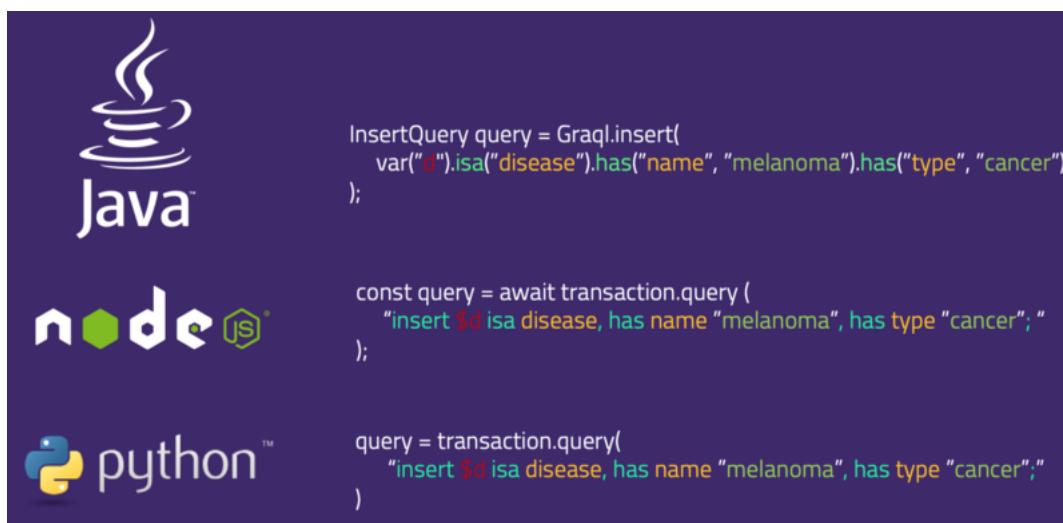 Java™
InsertQuery query = Graql.insert(
var("d").isa("disease").has("name", "melanoma").has("type", "cancer")
);
node JS
const query = await transaction.query (
“insert $d isa disease, has name ”melanoma”, has type ”cancer”; “
);
python™
query = transaction.query(
“insert $d isa disease, has name ”melanoma”, has type ”cancer”;”
)